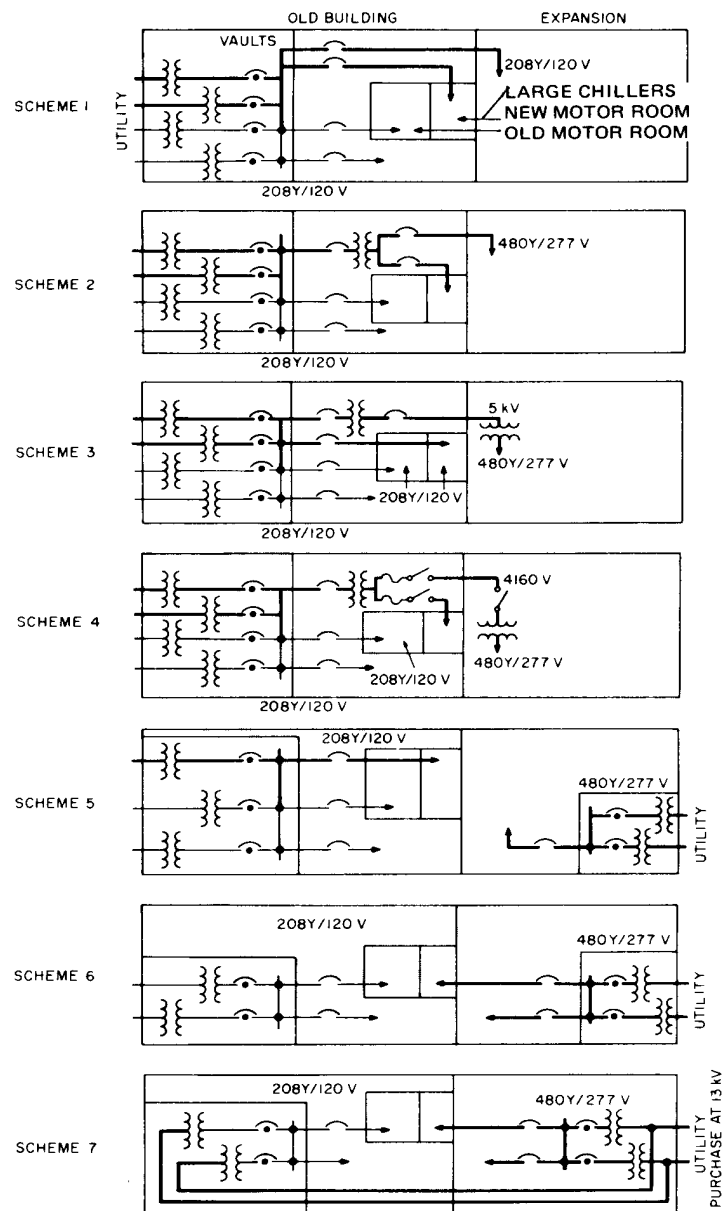 OLD BUILDING
EXPANSION
VAULTS
208Y/120 V
SCHEME 1
UTILITY
LARGE CHILLERS
NEW MOTOR ROOM
OLD MOTOR ROOM
208Y/120 V
480Y/277 V
SCHEME 2
208Y/120 V
5 kV
SCHEME 3
480Y/277 V
208Y/120 V
208Y/120 V
4160 V
SCHEME 4
480Y/277 V
208Y/120 V
208Y/120 V
208Y/120 V
480Y/277 V
SCHEME 5
UTILITY
208Y/120 V
480Y/277 V
SCHEME 6
UTILITY
208Y/120 V
480Y/277 V
SCHEME 7
UTILITY
PURCHASE AT 13 kV